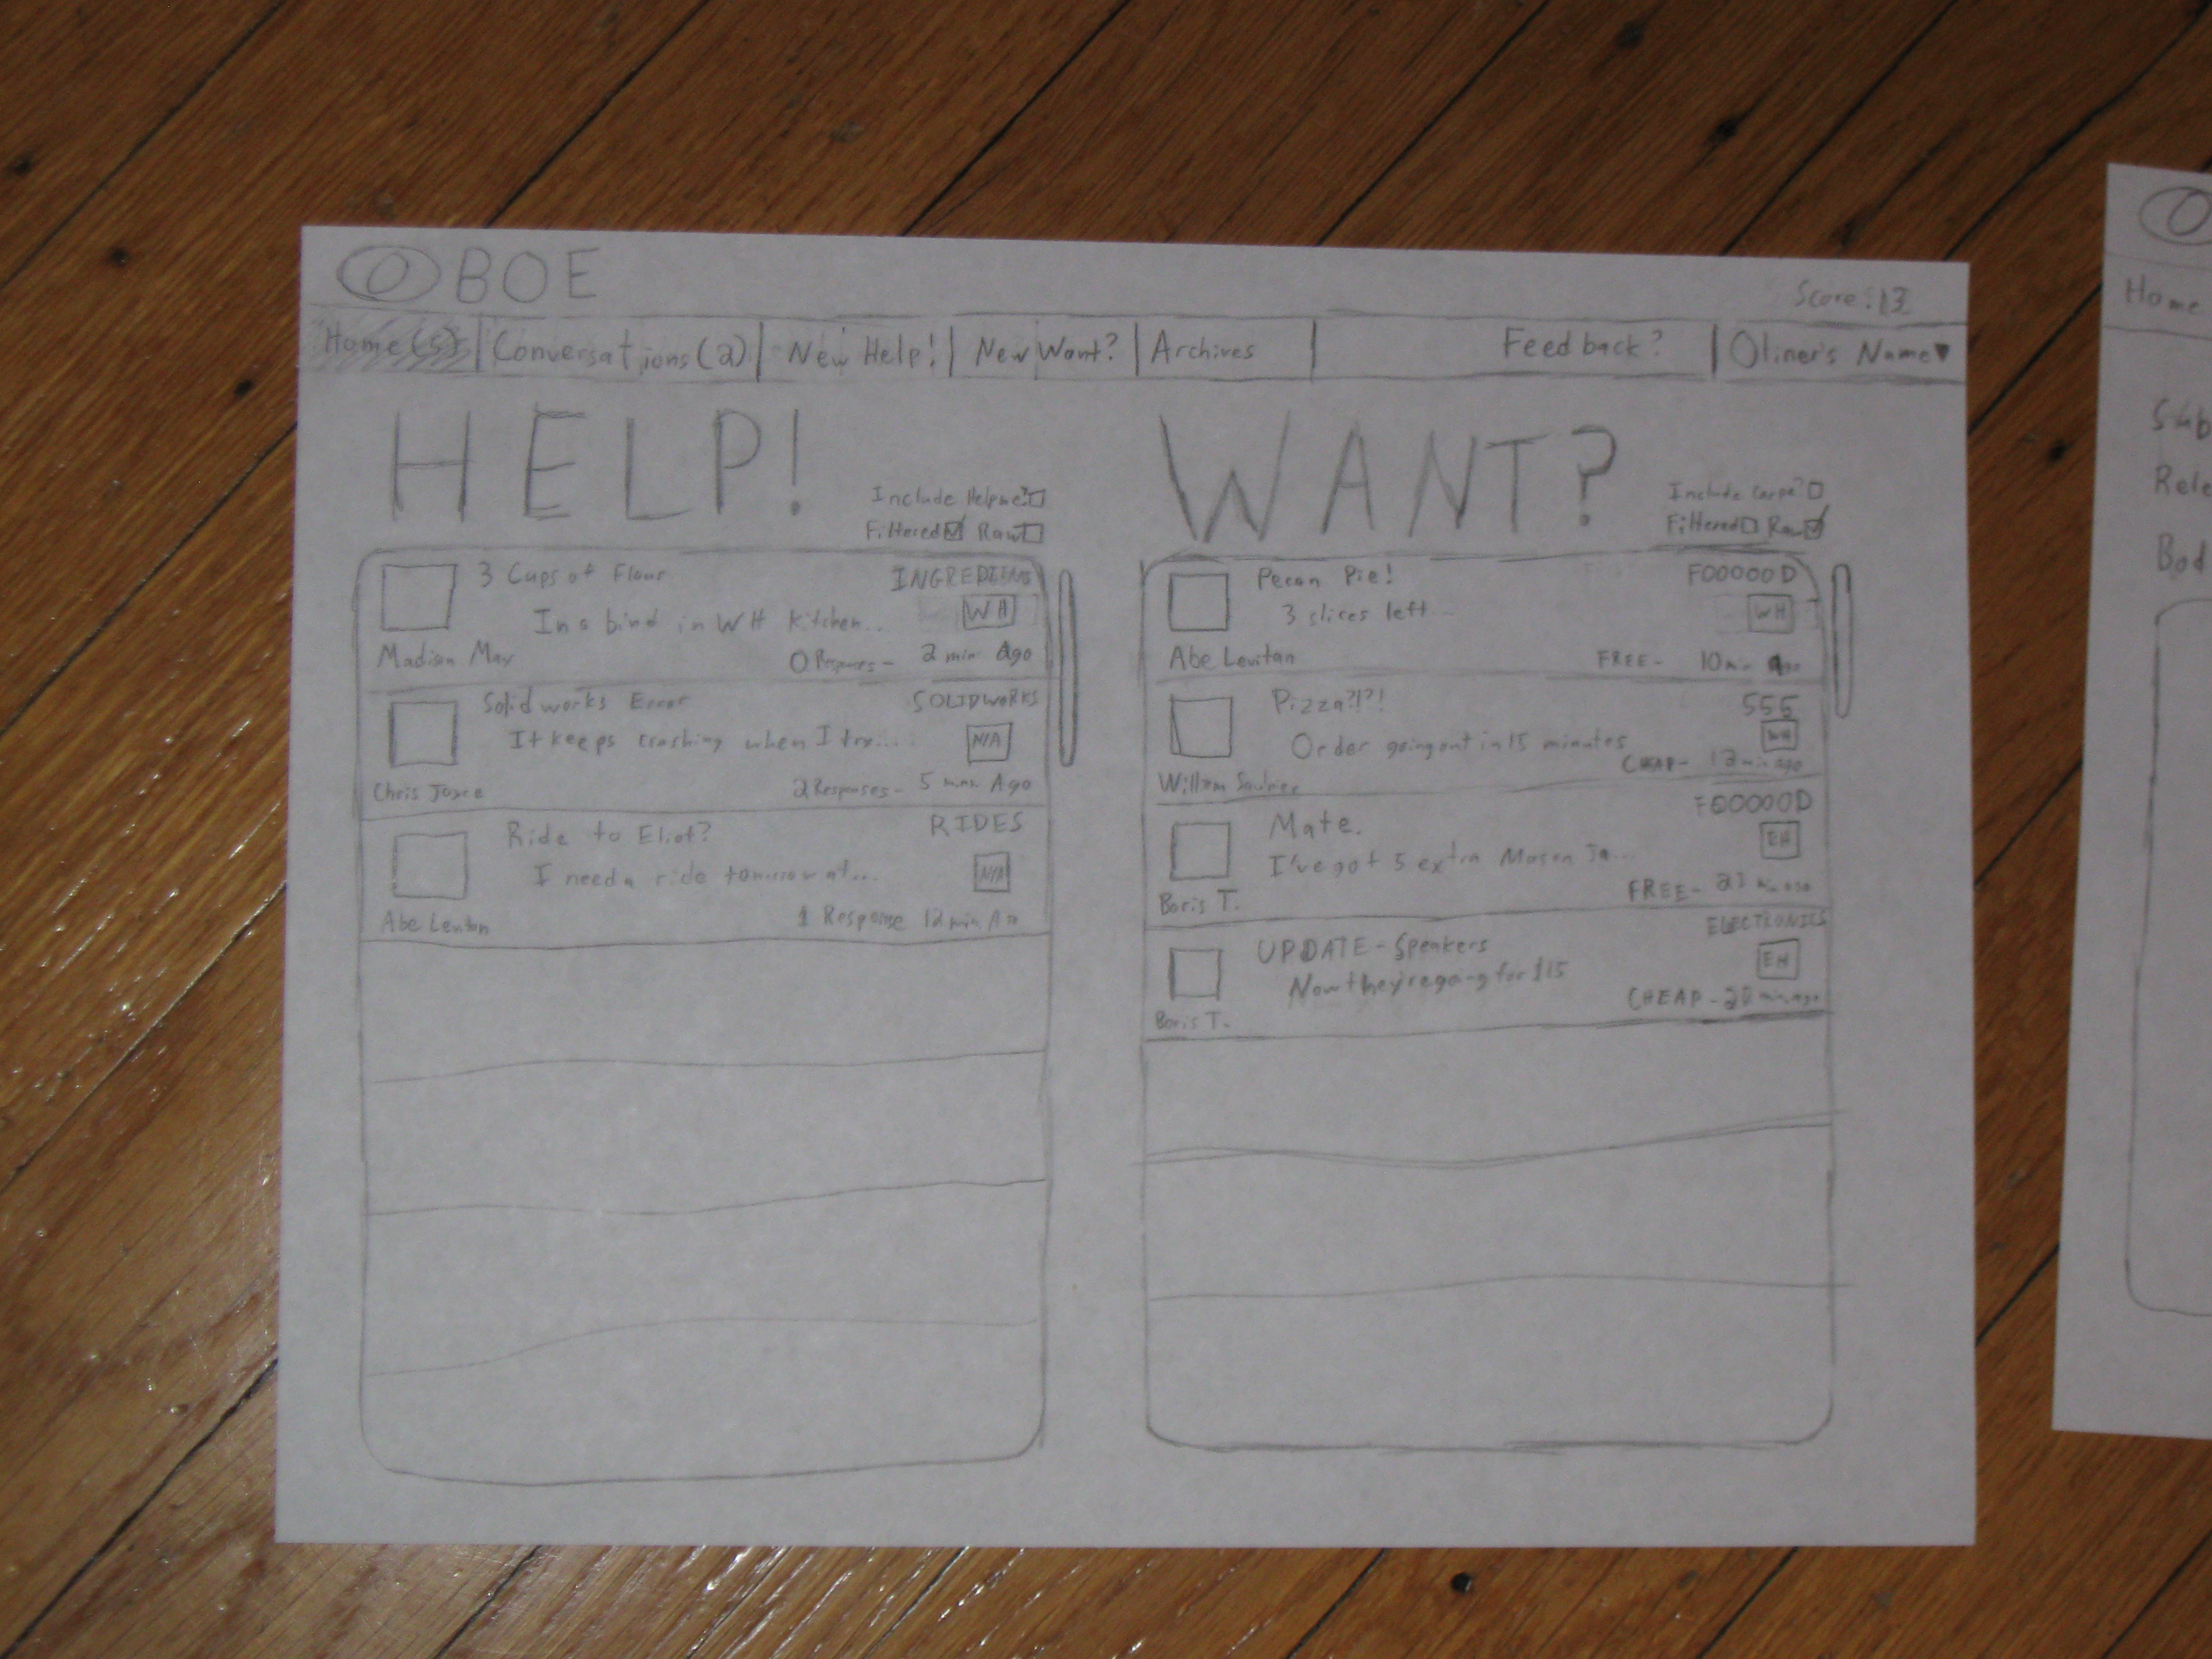 OBOE
Score: 13
Home (5) Conversations (2) New Help! New Want? Archives Feedback? Oliner's Name▼
HELP!
Include Helpme?
Filtered Raw
3 Cups of Flour INGREDIENTS
In a bind in WH kitchen... WH
Madison May 0 Responses - 2 min Ago
Solidworks Error SOLIDWORKS
It keeps crashing when I try... N/A
Chris Joyce 2 Responses - 5 min Ago
Ride to Eliot? RIDES
I need a ride tomorrow at... N/A
Abe Levitan 1 Response 12 min Ago
WANT?
Include Carpe?
Filtered Raw
Pecan Pie! FOOOOOD
3 slices left... WH
Abe Levitan FREE - 10 min ago
Pizza?!?! $$$
Order going out in 15 minutes WH
William CHEAP - 12 min ago
Mate. FOOOOOD
I've got 5 extra Mason Ja... EH
Boris T. FREE - min ago
UPDATE - Speakers ELECTRONICS
Now they're going for $15 EH
Boris T. CHEAP - min ago
O
Home
Sub
Rele
Bod